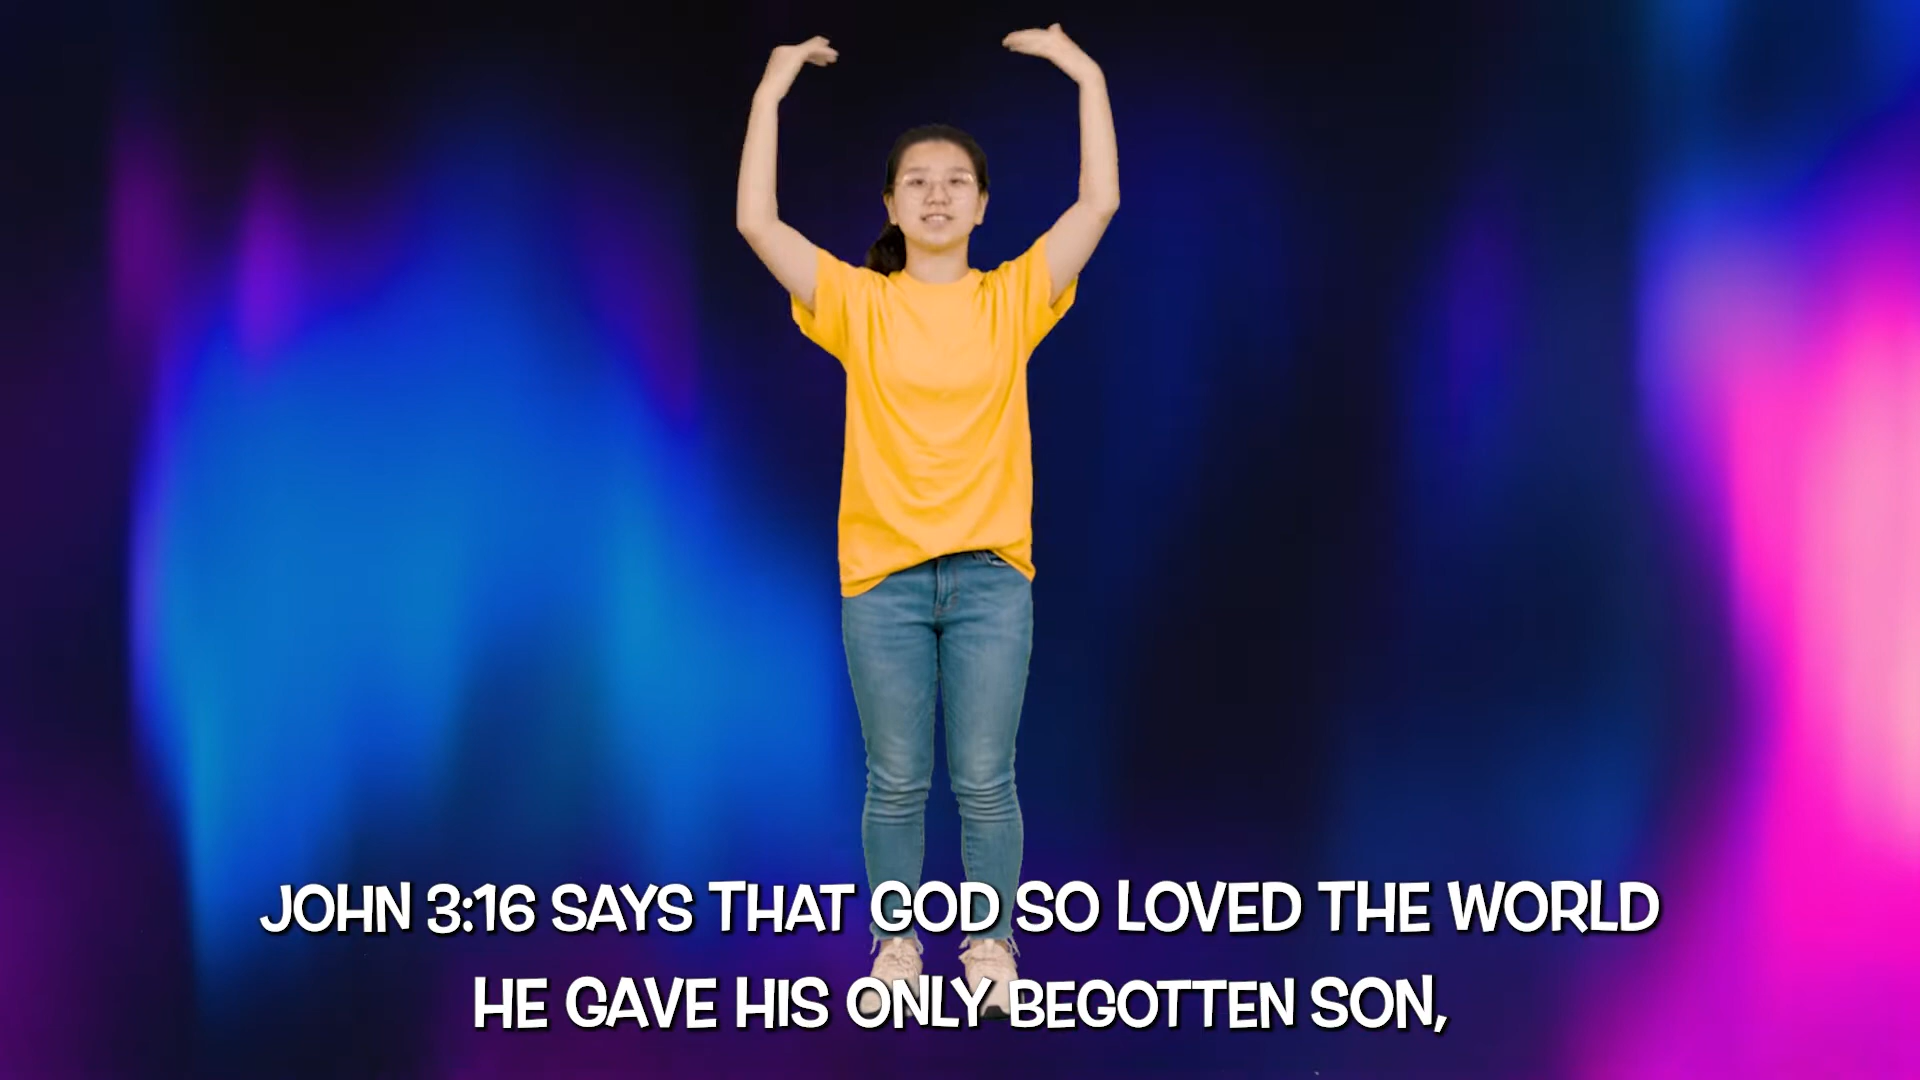 JOHN 3:16 SAYS THAT GOD SO LOVED THE WORLD
HE GAVE HIS ONLY BEGOTTEN SON,